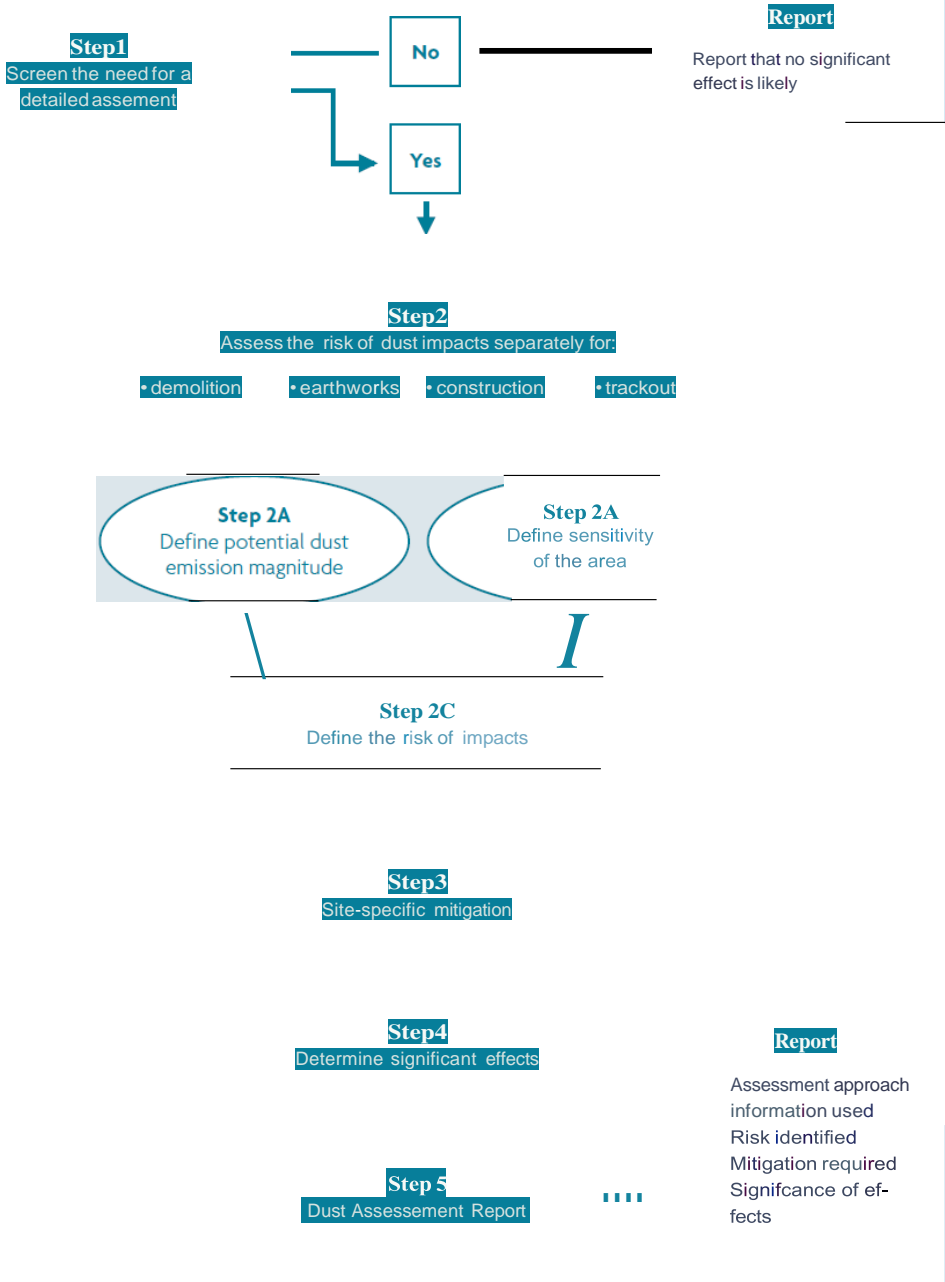 Step1
Screen the need for a
detailed assement
No
Report
Report that no significant
effect is likely
Yes
Step2
Assess the risk of dust impacts separately for:
• demolition • earthworks • construction • trackout
Step 2A
Define potential dust
emission magnitude
Step 2A
Define sensitivity
of the area
I
Step 2C
Define the risk of impacts
Step3
Site-specific mitigation
Step4
Determine significant effects
Report
Assessment approach
information used
Risk identified
Mitigation required
Signifcance of ef-
fects
Step 5
Dust Assessement Report